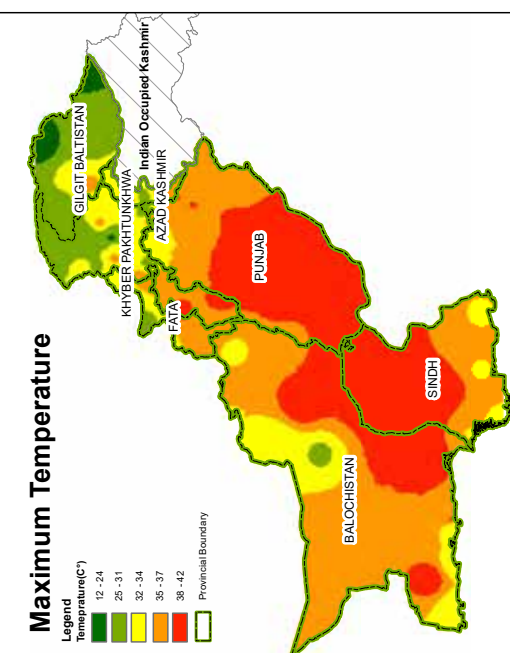 Maximum Temperature
Legend
Temeprature(C°)
12 - 24
25 - 31
32 - 34
35 - 37
38 - 42
Provincial Boundary
GILGIT BALTISTAN
Indian Occupied Kashmir
KHYBER PAKHTUNKHWA
AZAD KASHMIR
FATA
PUNJAB
BALOCHISTAN
SINDH